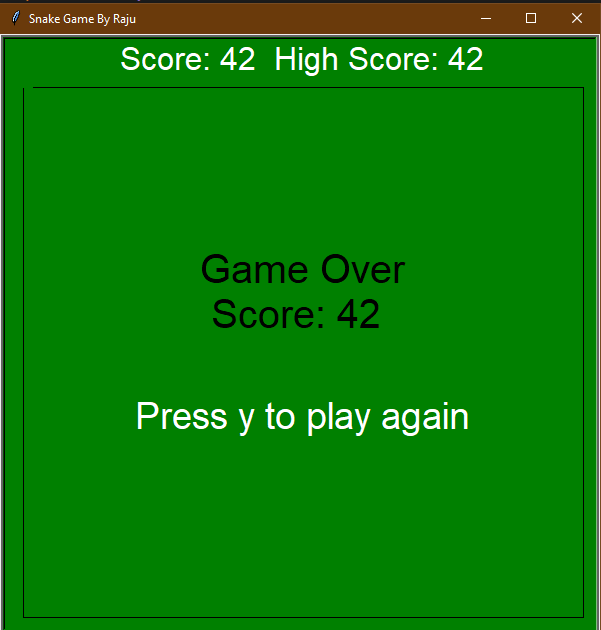 Snake Game By Raju
Score: 42  High Score: 42
Game Over
Score: 42
Press y to play again